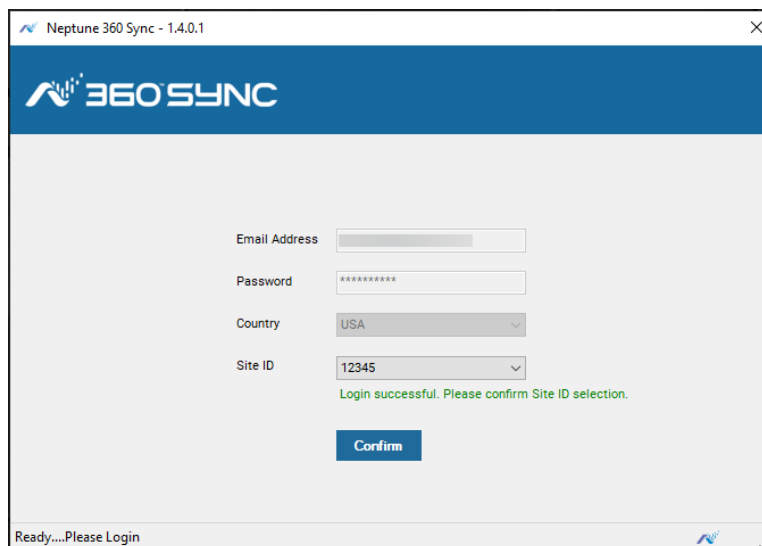 Neptune 360 Sync - 1.4.0.1
360™SYNC
Email Address
Password **********
Country USA
Site ID 12345
Login successful. Please confirm Site ID selection.
Confirm
Ready....Please Login